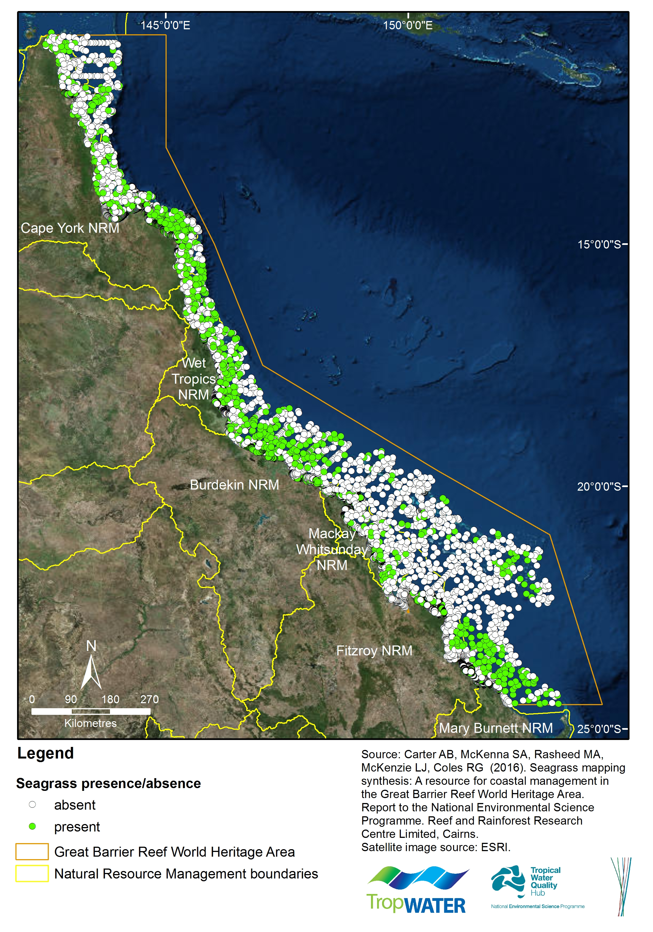 145°0'0"E
150°0'0"E
Cape York NRM
15°0'0"S
Wet
Tropics
NRM
20°0'0"S
Burdekin NRM
Mackay
Whitsunday
NRM
N
Fitzroy NRM
0 90 180 270
Kilometres
Mary Burnett NRM
25°0'0"S
Legend
Seagrass presence/absence
absent
present
Great Barrier Reef World Heritage Area
Natural Resource Management boundaries
Source: Carter AB, McKenna SA, Rasheed MA,
McKenzie LJ, Coles RG (2016). Seagrass mapping
synthesis: A resource for coastal management in
the Great Barrier Reef World Heritage Area.
Report to the National Environmental Science
Programme. Reef and Rainforest Research
Centre Limited, Cairns.
Satellite image source: ESRI.
TropWATER
Tropical
Water
Quality
Hub
National Environmental Science Programme